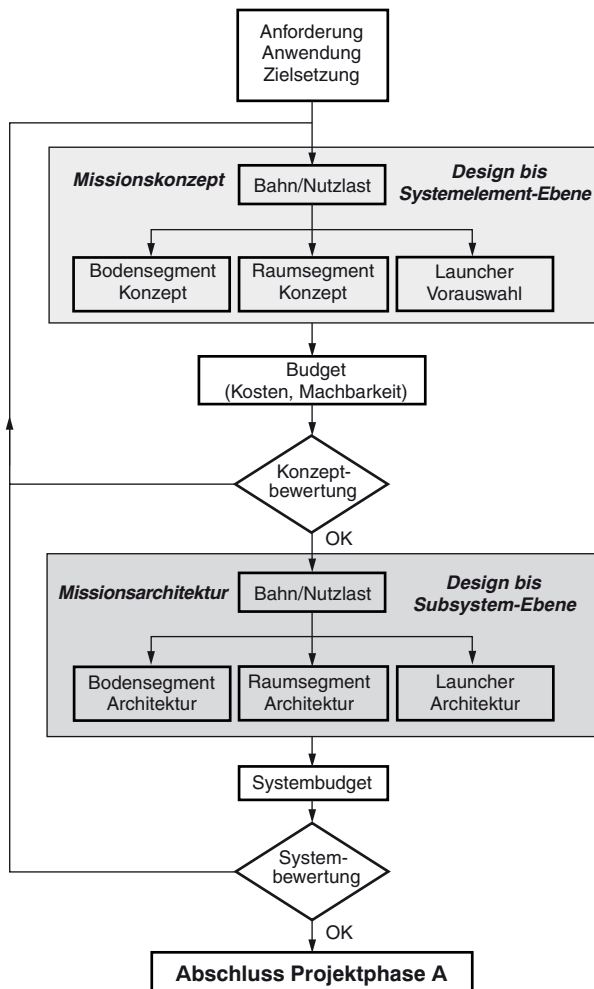 Anforderung
Anwendung
Zielsetzung
Missionskonzept
Bahn/Nutzlast
Design bis
Systemelement-Ebene
Bodensegment
Konzept
Raumsegment
Konzept
Launcher
Vorauswahl
Budget
(Kosten, Machbarkeit)
Konzept-
bewertung
OK
Missionsarchitektur
Bahn/Nutzlast
Design bis
Subsystem-Ebene
Bodensegment
Architektur
Raumsegment
Architektur
Launcher
Architektur
Systembudget
System-
bewertung
OK
Abschluss Projektphase A